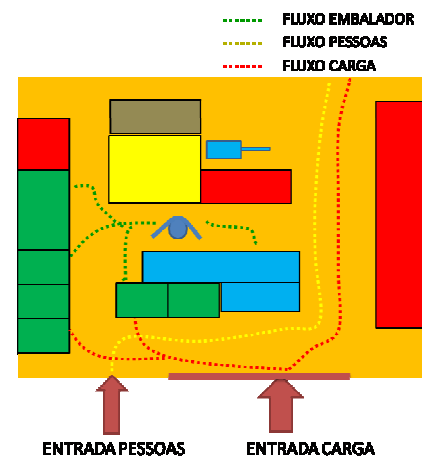 FLUXO EMBALADOR
FLUXO PESSOAS
FLUXO CARGA
ENTRADA PESSOAS
ENTRADA CARGA